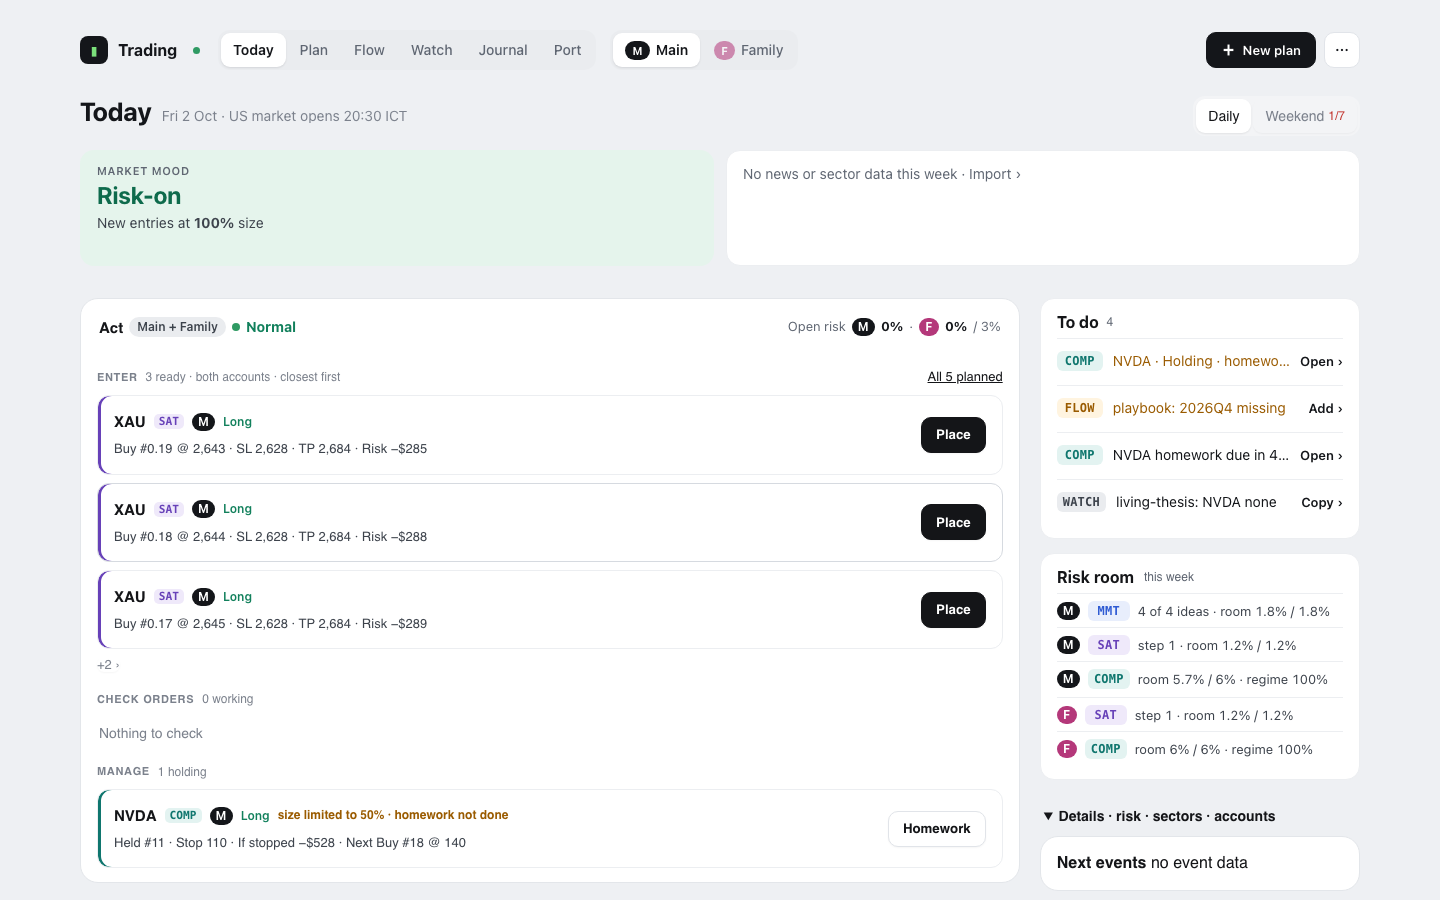 Trading Today Plan Flow Watch Journal Port M Main F Family + New plan ...
Today Fri 2 Oct · US market opens 20:30 ICT Daily Weekend 1/7
MARKET MOOD
Risk-on
New entries at 100% size
No news or sector data this week · Import ›
Act Main + Family Normal Open risk M 0% · F 0% / 3%
ENTER 3 ready · both accounts · closest first All 5 planned
XAU SAT M Long
Buy #0.19 @ 2,643 · SL 2,628 · TP 2,684 · Risk –$285
Place
XAU SAT M Long
Buy #0.18 @ 2,644 · SL 2,628 · TP 2,684 · Risk –$288
Place
XAU SAT M Long
Buy #0.17 @ 2,645 · SL 2,628 · TP 2,684 · Risk –$289
Place
+2 ›
CHECK ORDERS 0 working
Nothing to check
MANAGE 1 holding
NVDA COMP M Long size limited to 50% · homework not done
Held #11 · Stop 110 · If stopped –$528 · Next Buy #18 @ 140
Homework
To do 4
COMP NVDA · Holding · homewo... Open ›
FLOW playbook: 2026Q4 missing Add ›
COMP NVDA homework due in 4... Open ›
WATCH living-thesis: NVDA none Copy ›
Risk room this week
M MMT 4 of 4 ideas · room 1.8% / 1.8%
M SAT step 1 · room 1.2% / 1.2%
M COMP room 5.7% / 6% · regime 100%
F SAT step 1 · room 1.2% / 1.2%
F COMP room 6% / 6% · regime 100%
▼ Details · risk · sectors · accounts
Next events no event data